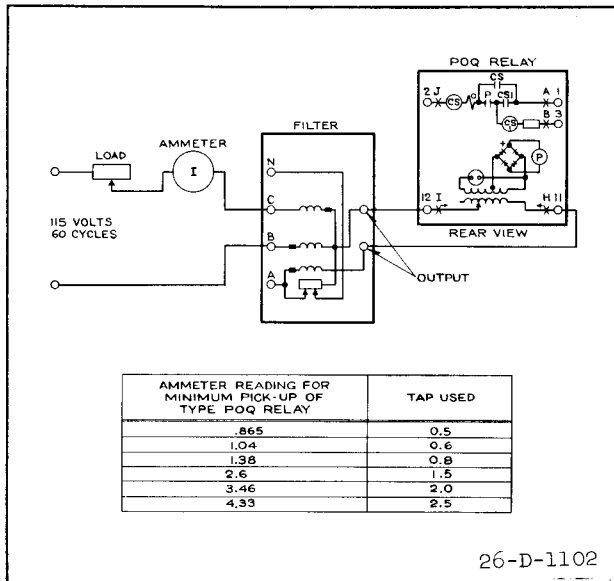 POQ RELAY
CS
2 J CS O P CS1 A 1
B 3
CS
FILTER
+
P
AMMETER
LOAD
N
I
C
12 I H 11
115 VOLTS
60 CYCLES
REAR VIEW
B
A
OUTPUT
AMMETER READING FOR
MINIMUM PICK-UP OF
TYPE POQ RELAY
TAP USED
.865 0.5
1.04 0.6
1.38 0.8
2.6 1.5
3.46 2.0
4.33 2.5
26-D-1102